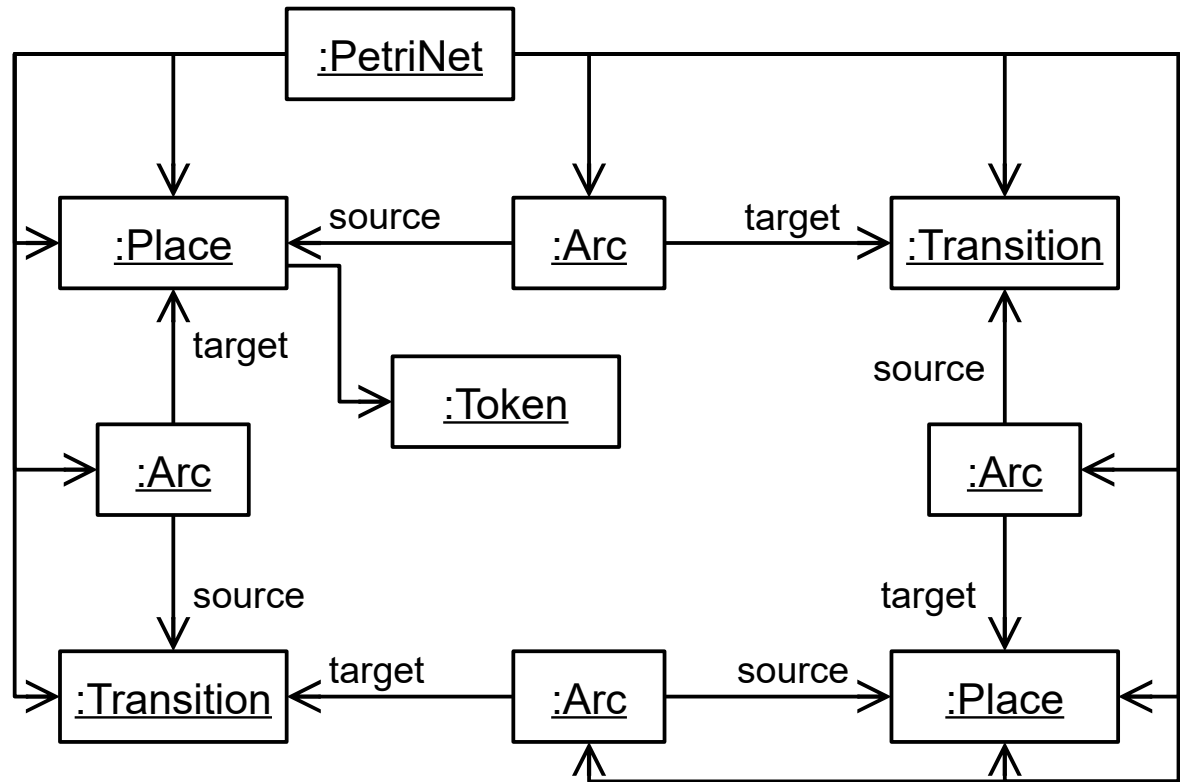 :PetriNet
source
target
:Place
:Arc
:Transition
target
source
:Token
:Arc
:Arc
source
target
target
source
:Transition
:Arc
:Place